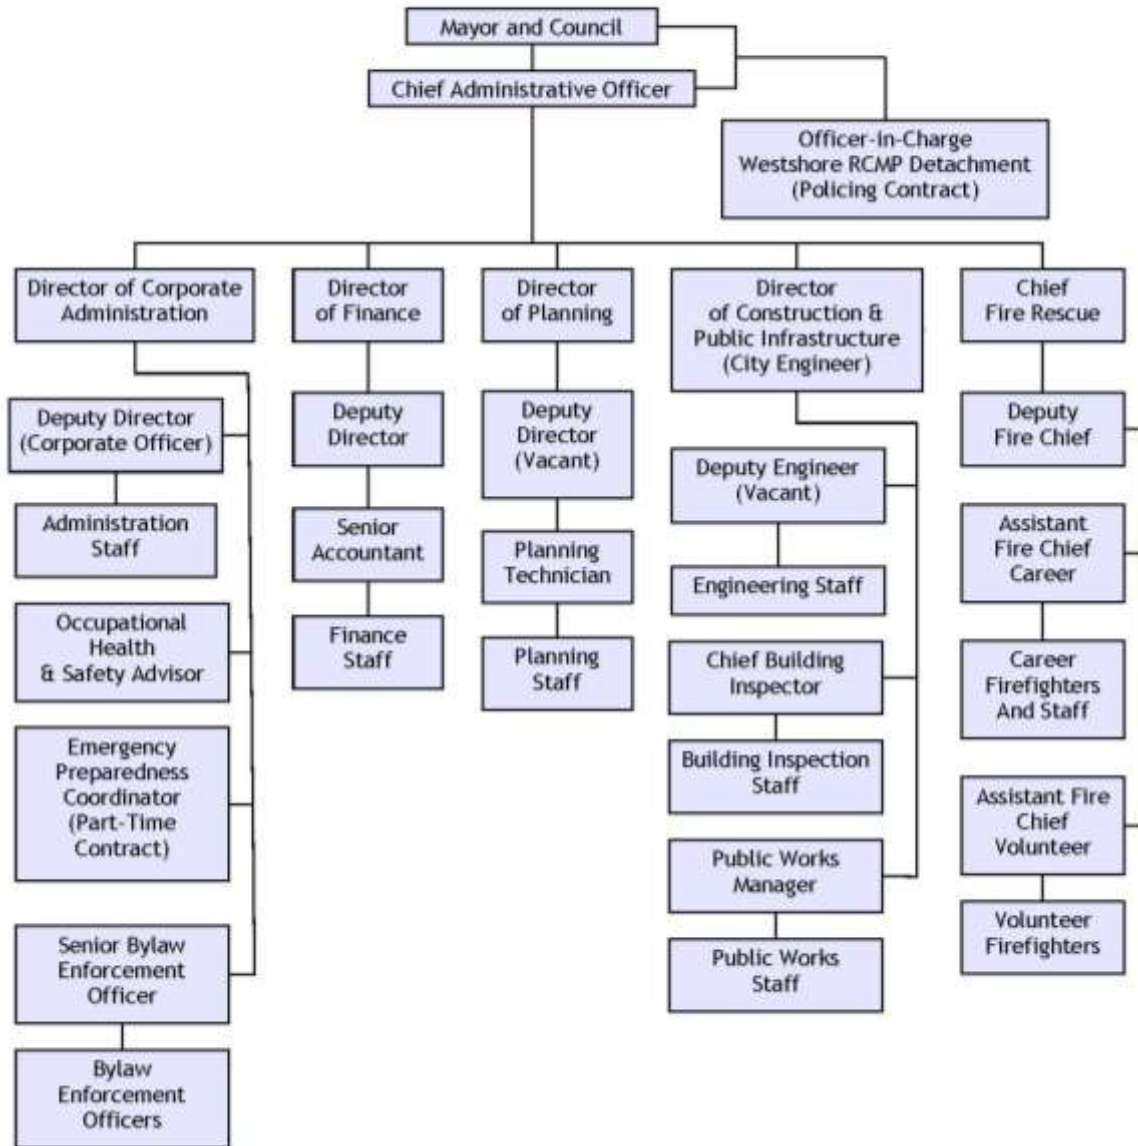 Mayor and Council
Chief Administrative Officer
Officer-in-Charge
Westshore RCMP Detachment
(Policing Contract)
Director of Corporate
Administration
Deputy Director
(Corporate Officer)
Administration
Staff
Occupational
Health
& Safety Advisor
Emergency
Preparedness
Coordinator
(Part-Time
Contract)
Senior Bylaw
Enforcement
Officer
Bylaw
Enforcement
Officers
Director
of Finance
Deputy
Director
Senior
Accountant
Finance
Staff
Director
of Planning
Deputy
Director
(Vacant)
Planning
Technician
Planning
Staff
Director
of Construction &
Public Infrastructure
(City Engineer)
Deputy Engineer
(Vacant)
Engineering Staff
Chief Building
Inspector
Building Inspection
Staff
Public Works
Manager
Public Works
Staff
Chief
Fire Rescue
Deputy
Fire Chief
Assistant
Fire Chief
Career
Career
Firefighters
And Staff
Assistant Fire
Chief
Volunteer
Volunteer
Firefighters